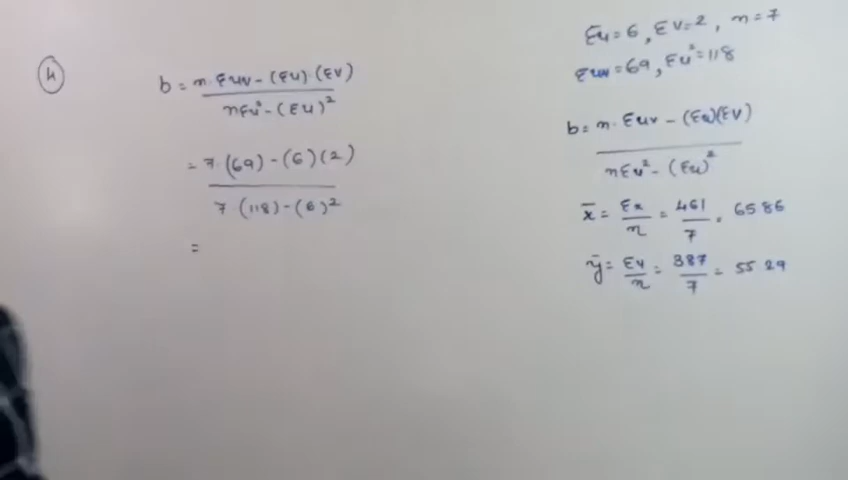 4
b = n·Σuv - (Σu)·(Σv)
nΣu² - (Σu)²
= 7·(69) - (6)(2)
7·(118) - (6)²
=
Σu = 6, Σv = 2, n = 7
Σuv = 69, Σu² = 118
b = n·Σuv - (Σu)(Σv)
nΣu² - (Σu)²
x̄ = Σx/n = 461/7 = 65 86
ȳ = Σy/n = 387/7 = 55 29